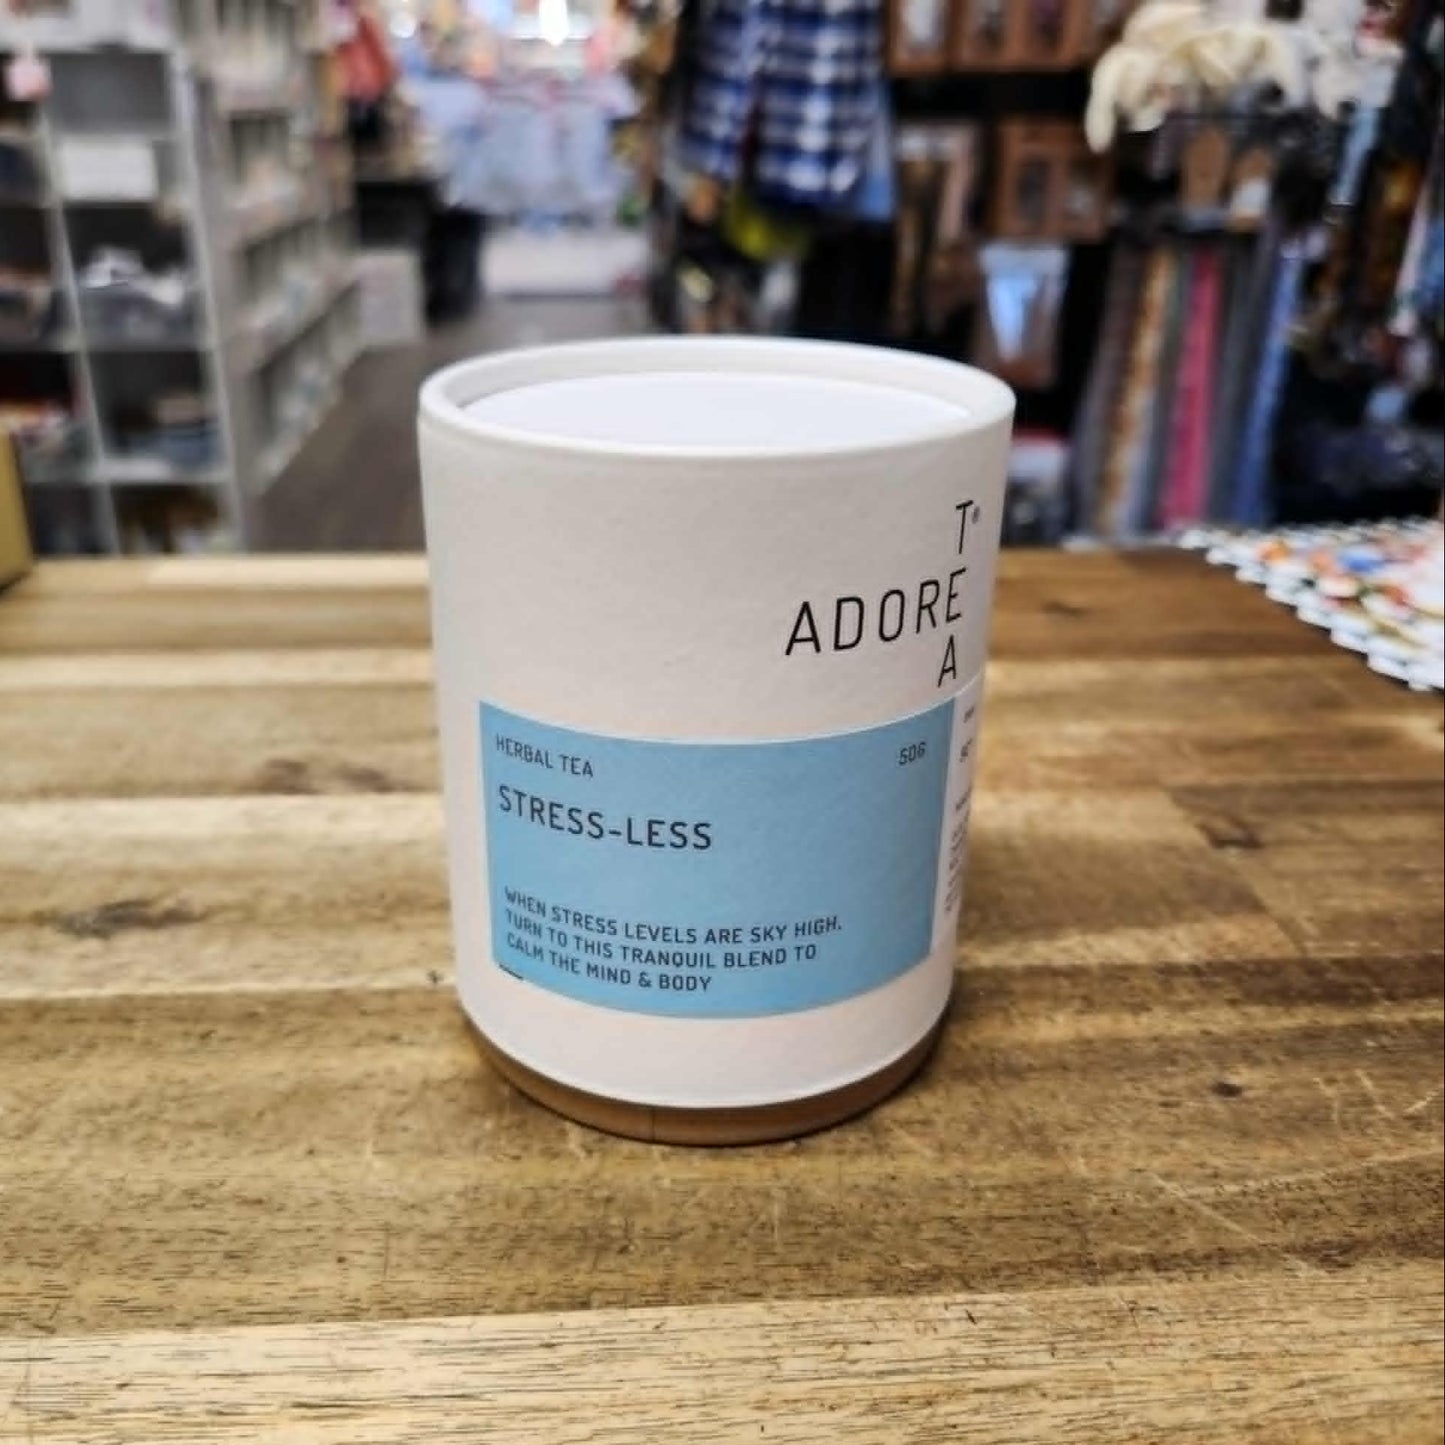 T®
ADORE
A
HERBAL TEA
50G
STRESS-LESS
WHEN STRESS LEVELS ARE SKY HIGH,
TURN TO THIS TRANQUIL BLEND TO
CALM THE MIND & BODY